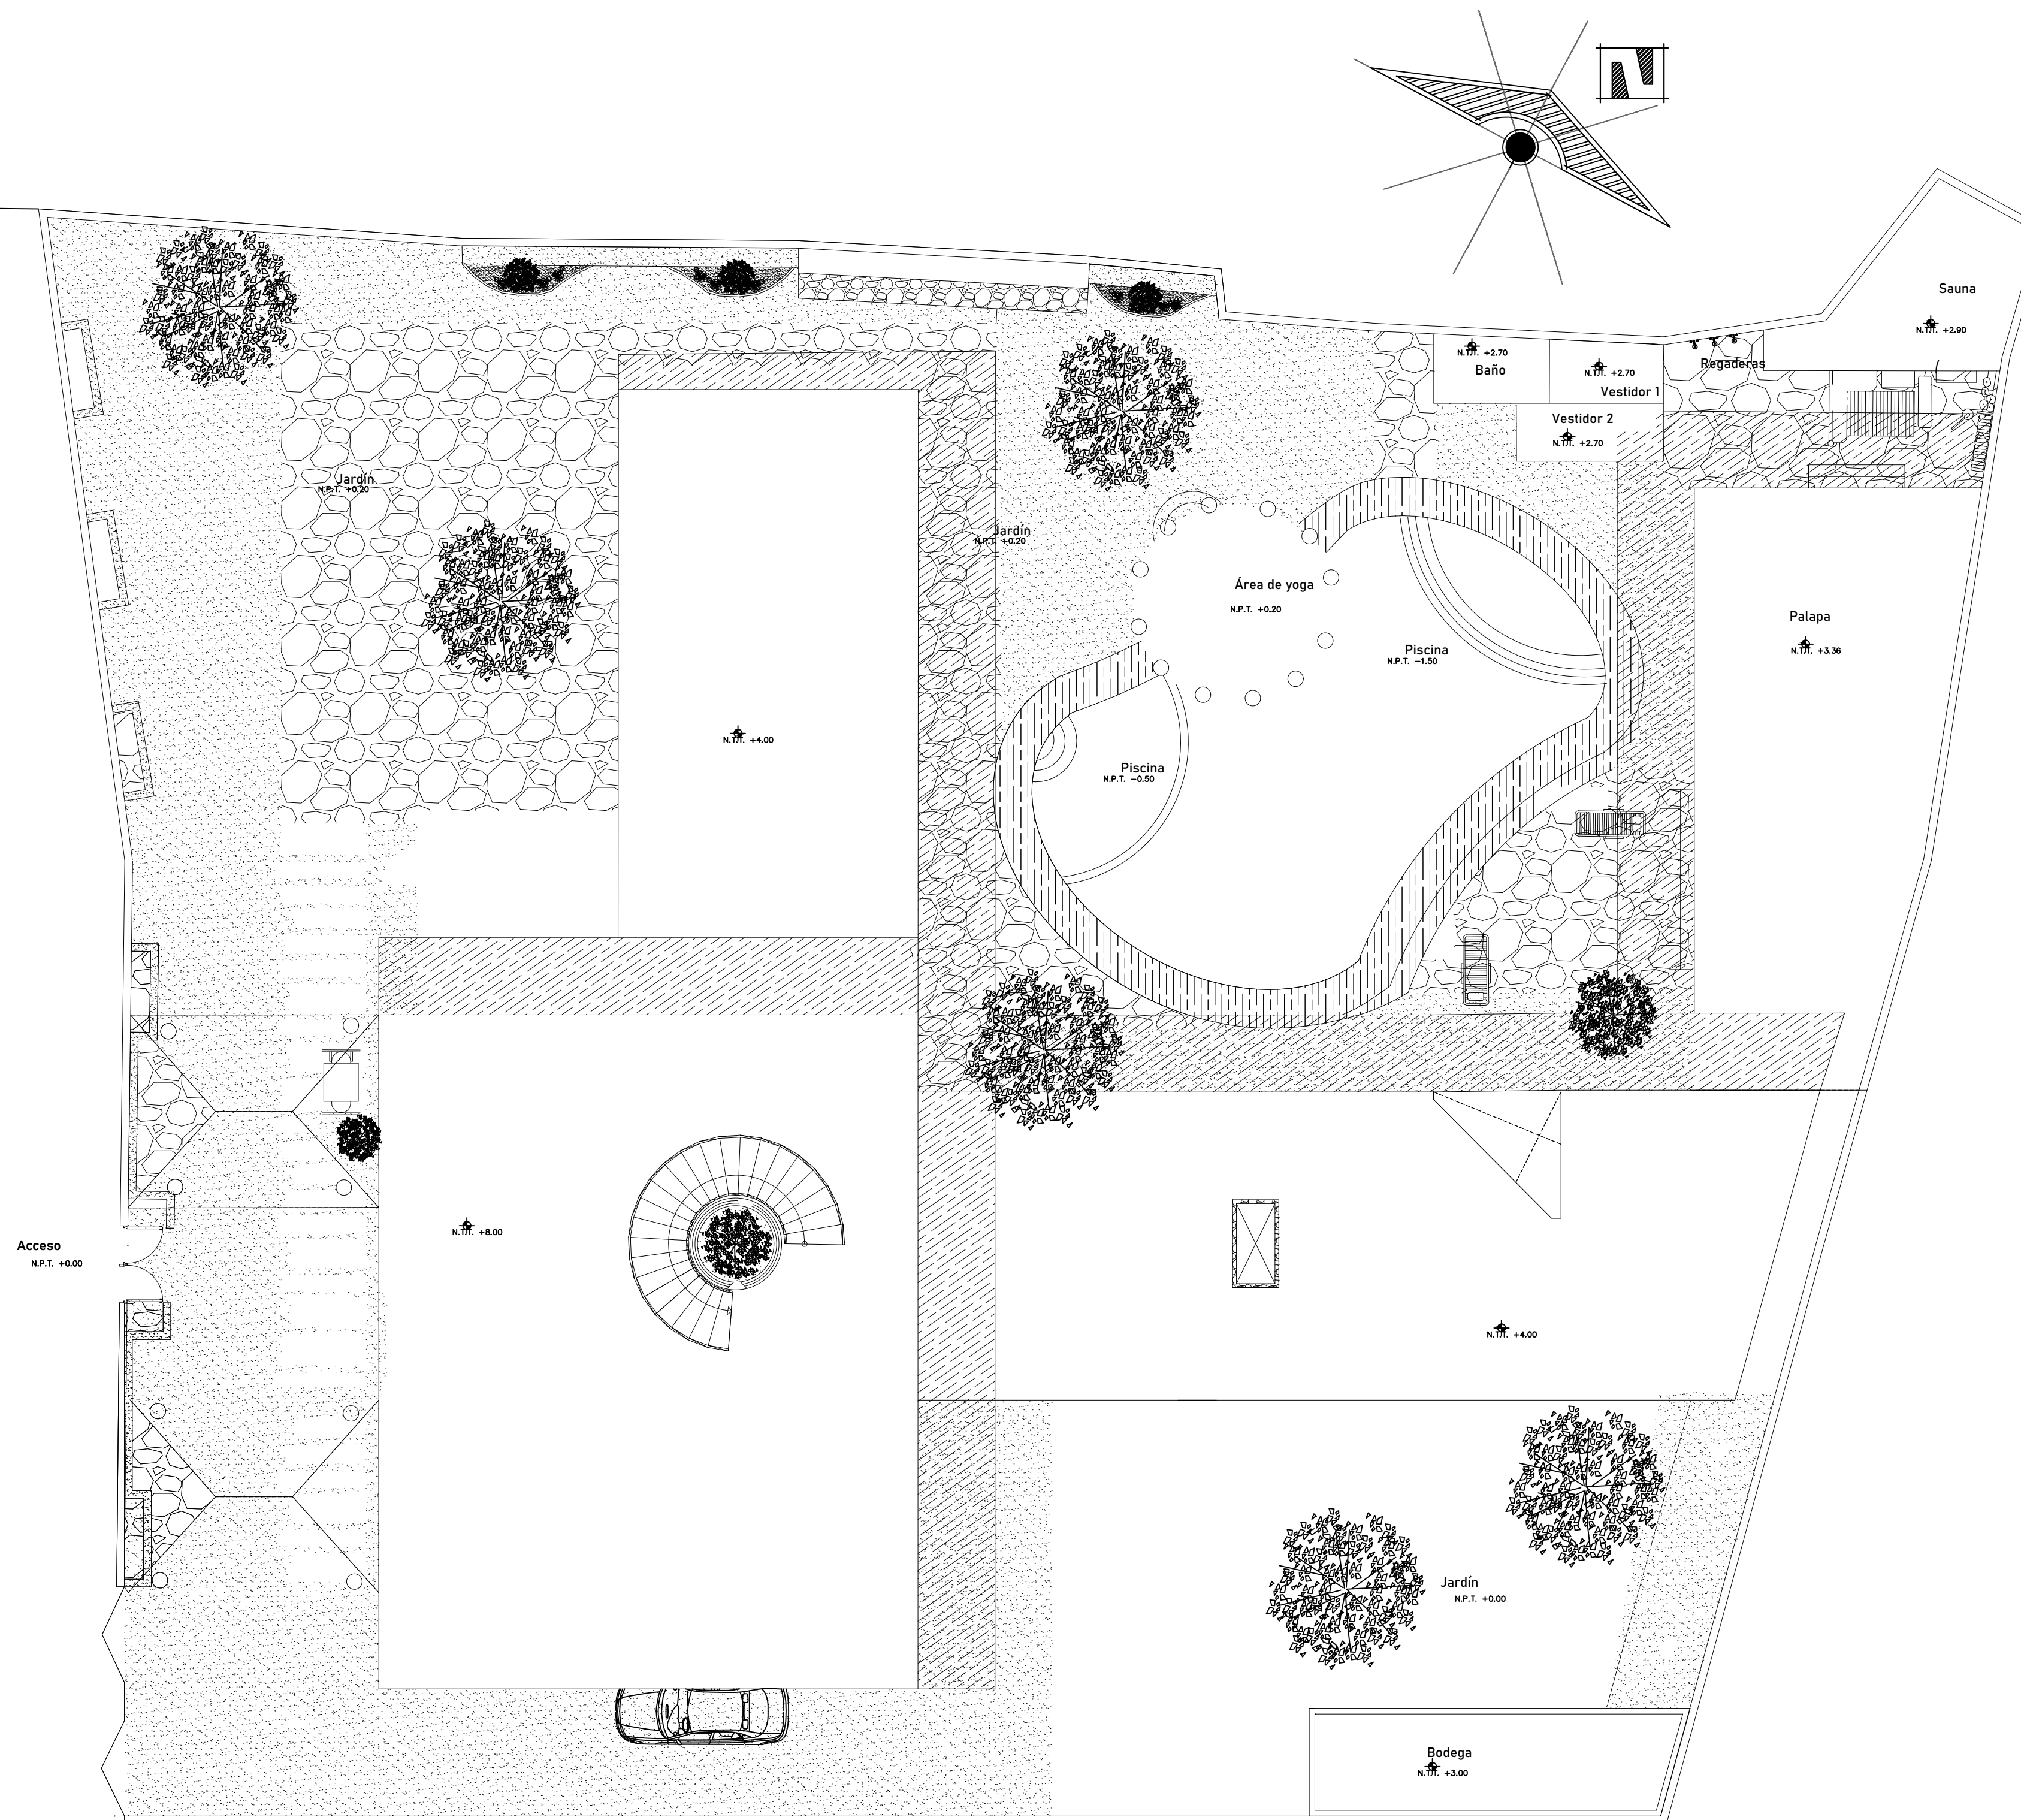 N
Sauna
+2.90
+2.70
Baño
+2.70
Vestidor 1
Regaderas
Vestidor 2
+2.70
Jardín
N.P.T. +0.20
Jardín
N.P.T. +0.20
Área de yoga
N.P.T. +0.20
Palapa
+3.36
Piscina
N.P.T. -1.50
+4.00
Piscina
N.P.T. -0.50
+8.00
Acceso
N.P.T. +0.00
+4.00
Jardín
N.P.T. +0.00
Bodega
+3.00